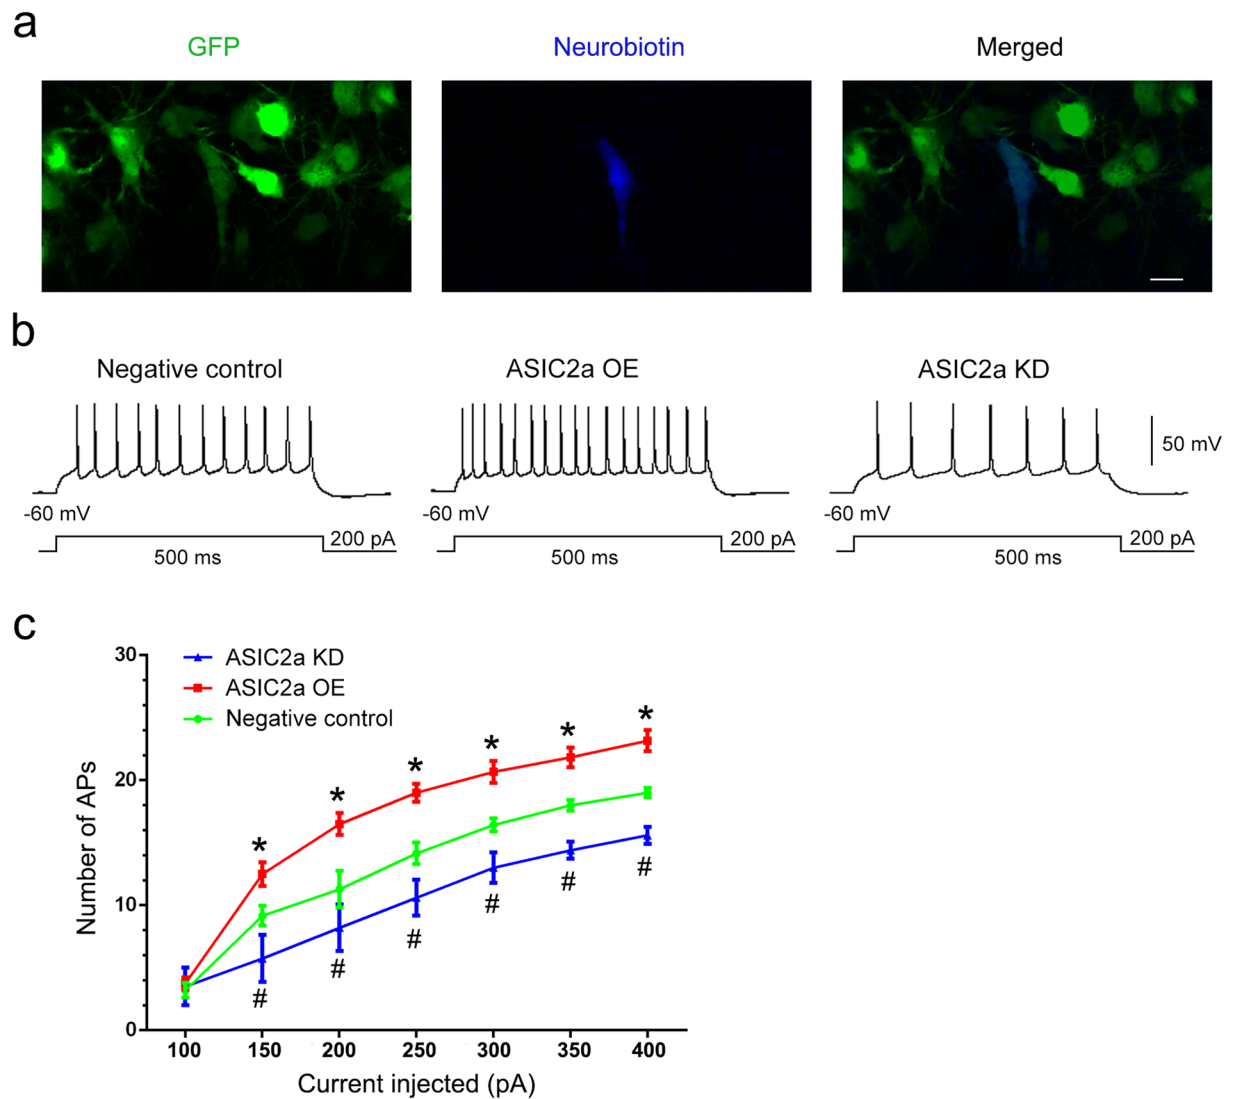 a
GFP Neurobiotin Merged
b
Negative control ASIC2a OE ASIC2a KD
50 mV
-60 mV -60 mV -60 mV
200 pA 200 pA 200 pA
500 ms 500 ms 500 ms
c
ASIC2a KD
ASIC2a OE
Negative control
Number of APs
30
20
10
0
* * * * * * *
# # # # # # #
100 150 200 250 300 350 400
Current injected (pA)